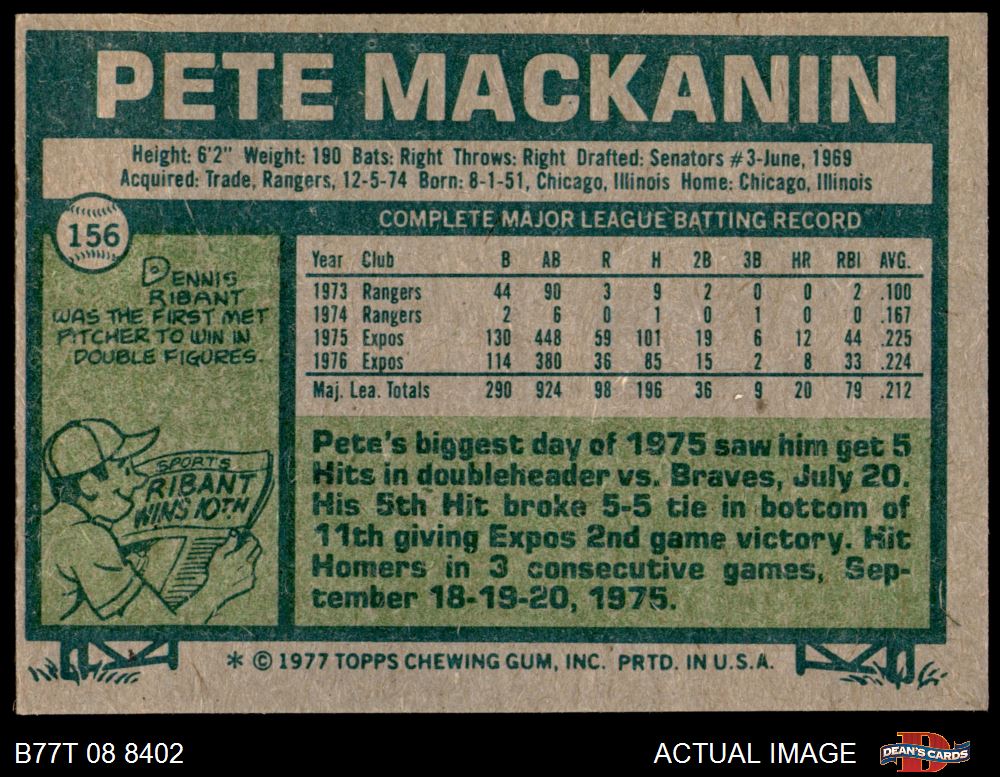 PETE MACKANIN
Height: 6'2" Weight: 190 Bats: Right Throws: Right Drafted: Senators #3-June, 1969
Acquired: Trade, Rangers, 12-5-74 Born: 8-1-51, Chicago, Illinois Home: Chicago, Illinois
156
DENNIS
RIBANT
WAS THE FIRST MET
PITCHER TO WIN IN
DOUBLE FIGURES.
SPORTS
RIBANT
WINS 10TH
COMPLETE MAJOR LEAGUE BATTING RECORD
Year Club B AB R H 2B 3B HR RBI AVG.
1973 Rangers 44 90 3 9 2 0 0 2 .100
1974 Rangers 2 6 0 1 0 1 0 0 .167
1975 Expos 130 448 59 101 19 6 12 44 .225
1976 Expos 114 380 36 85 15 2 8 33 .224
Maj. Lea. Totals 290 924 98 196 36 9 20 79 .212
Pete's biggest day of 1975 saw him get 5
Hits in doubleheader vs. Braves, July 20.
His 5th Hit broke 5-5 tie in bottom of
11th giving Expos 2nd game victory. Hit
Homers in 3 consecutive games, Sep-
tember 18-19-20, 1975.
* © 1977 TOPPS CHEWING GUM, INC. PRTD. IN U.S.A.
B77T 08 8402
ACTUAL IMAGE
D
DEAN'S CARDS